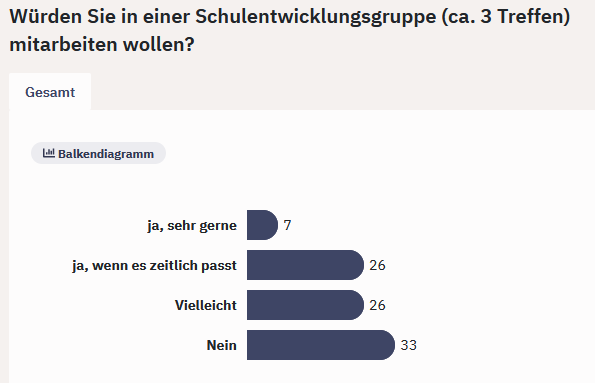 Würden Sie in einer Schulentwicklungsgruppe (ca. 3 Treffen)
mitarbeiten wollen?
Gesamt
Balkendiagramm
ja, sehr gerne 7
ja, wenn es zeitlich passt 26
Vielleicht 26
Nein 33